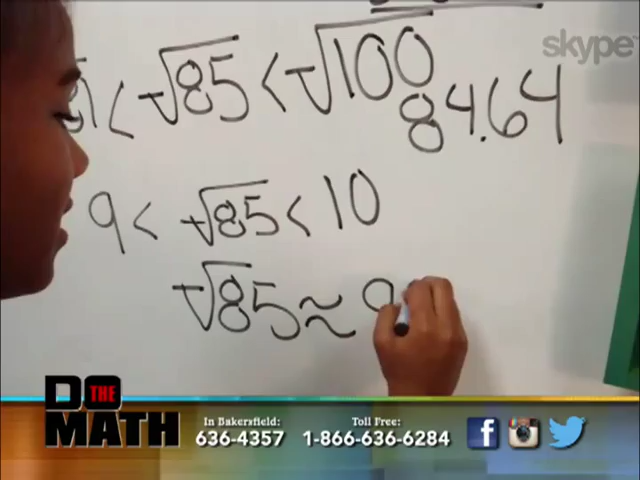 skype
81 < √85 < √100
84.64
9 < √85 < 10
√85 ≈ 9
DO THE MATH
In Bakersfield:
636-4357
Toll Free:
1-866-636-6284